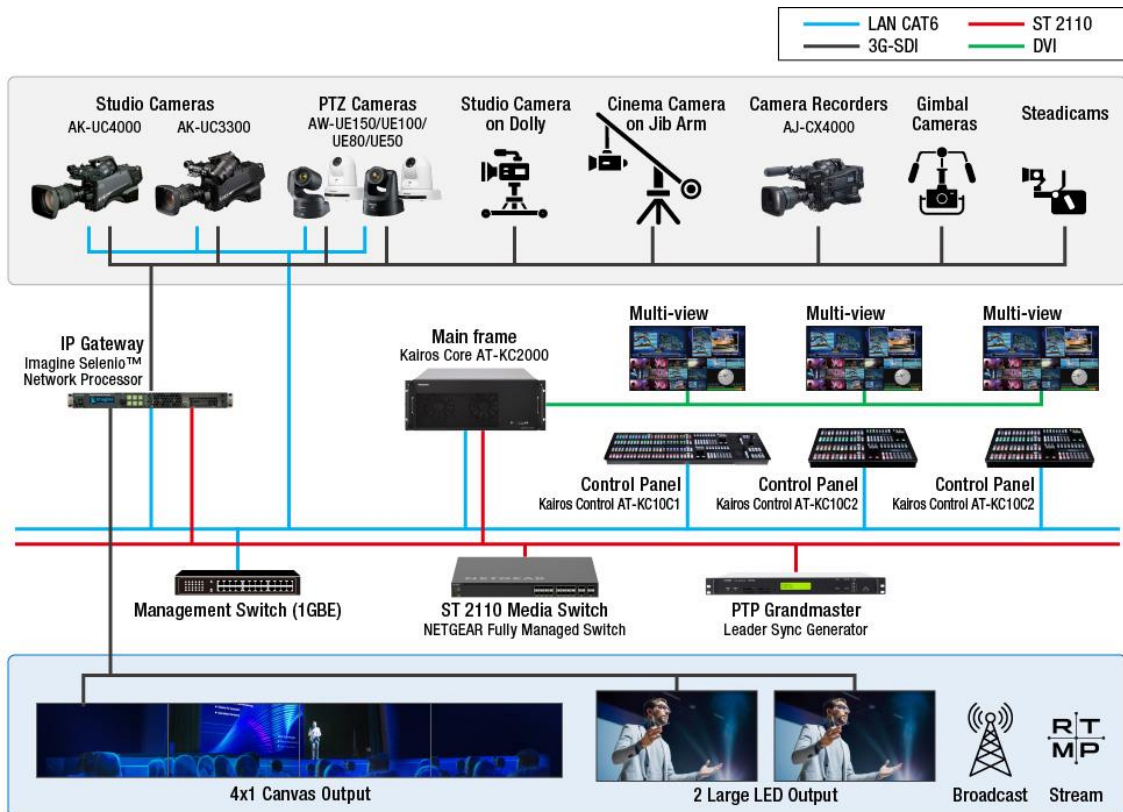 LAN CAT6
ST 2110
3G-SDI
DVI
Studio Cameras
AK-UC4000
AK-UC3300
PTZ Cameras
AW-UE150/UE100/
UE80/UE50
Studio Camera
on Dolly
Cinema Camera
on Jib Arm
Camera Recorders
AJ-CX4000
Gimbal
Cameras
Steadicams
IP Gateway
Imagine Selenio™
Network Processor
Main frame
Kairos Core AT-KC2000
Multi-view
Multi-view
Multi-view
Control Panel
Kairos Control AT-KC10C1
Control Panel
Kairos Control AT-KC10C2
Control Panel
Kairos Control AT-KC10C2
Management Switch (1GBE)
NETGEAR
ST 2110 Media Switch
NETGEAR Fully Managed Switch
PTP Grandmaster
Leader Sync Generator
4x1 Canvas Output
2 Large LED Output
Broadcast
RTMP
Stream